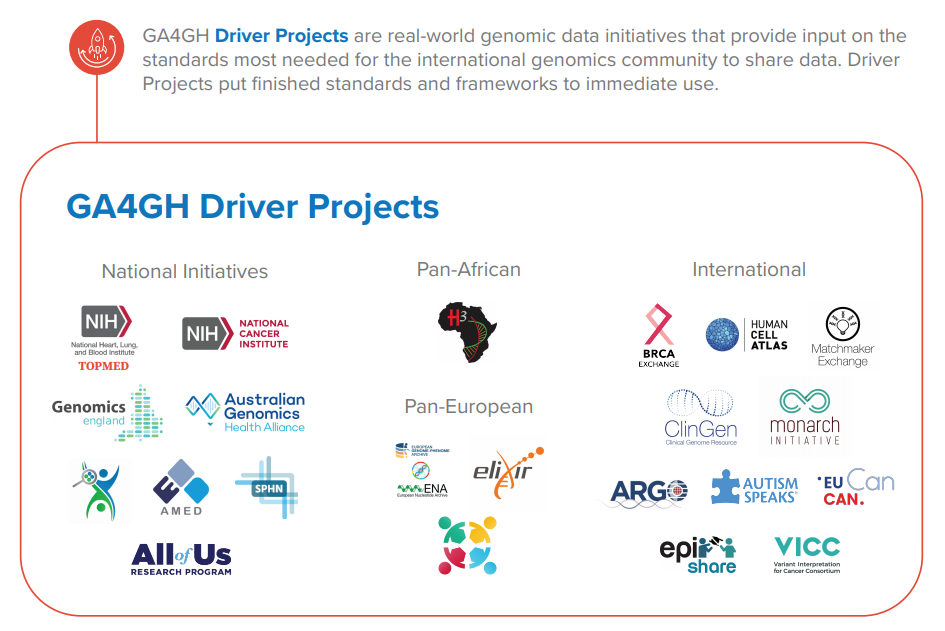 GA4GH Driver Projects are real-world genomic data initiatives that provide input on the
standards most needed for the international genomics community to share data. Driver
Projects put finished standards and frameworks to immediate use.
GA4GH Driver Projects
National Initiatives
NIH
National Heart, Lung,
and Blood Institute
TOPMED
NIH
NATIONAL
CANCER
INSTITUTE
Genomics
england
Australian
Genomics
Health Alliance
AMED
SPHN
All of Us
RESEARCH PROGRAM
Pan-African
H3
Pan-European
EUROPEAN
GENOME-PHENOME
ARCHIVE
ENA
European Nucleotide Archive
elixir
International
BRCA
EXCHANGE
HUMAN
CELL
ATLAS
Matchmaker
Exchange
ClinGen
Clinical Genome Resource
monarch
INITIATIVE
ARGO
AUTISM
SPEAKS
EUCan
CAN.
epi
share
VICC
Variant Interpretation
for Cancer Consortium